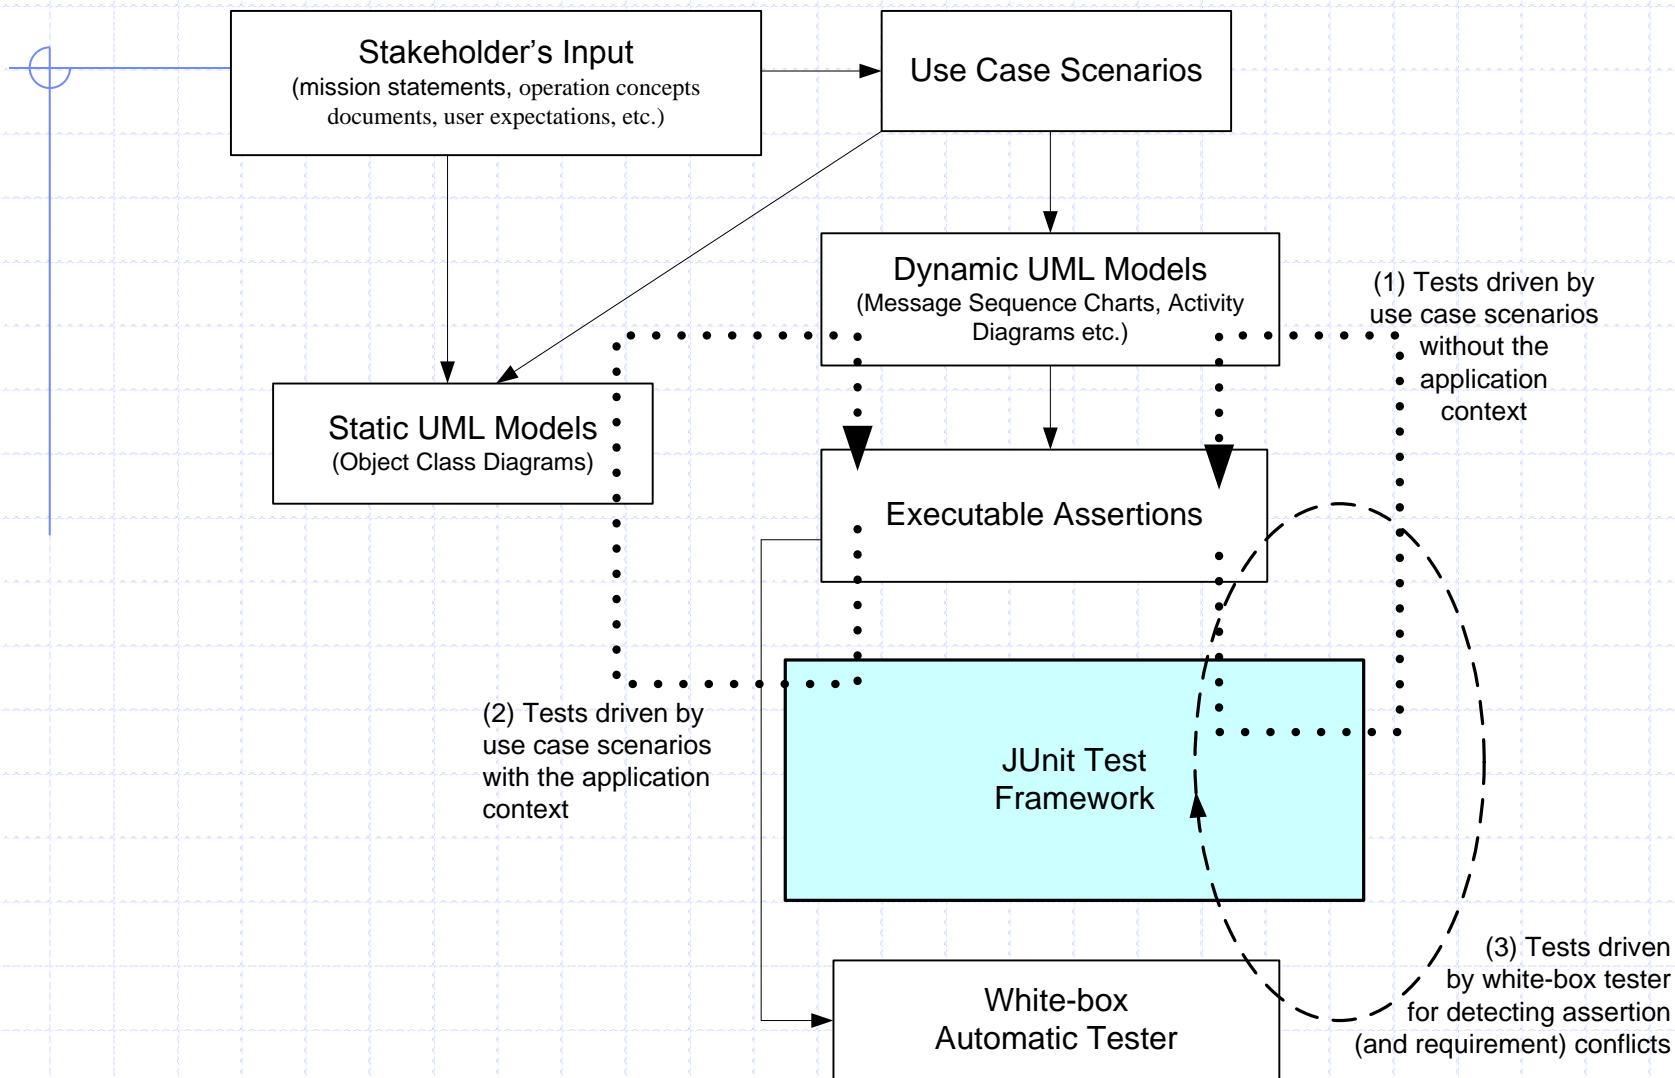 Stakeholder's Input
(mission statements, operation concepts
documents, user expectations, etc.)
Use Case Scenarios
Dynamic UML Models
(Message Sequence Charts, Activity
Diagrams etc.)
(1) Tests driven by
use case scenarios
without the
application
context
Static UML Models
(Object Class Diagrams)
Executable Assertions
(2) Tests driven by
use case scenarios
with the application
context
JUnit Test
Framework
(3) Tests driven
by white-box tester
for detecting assertion
(and requirement) conflicts
White-box
Automatic Tester